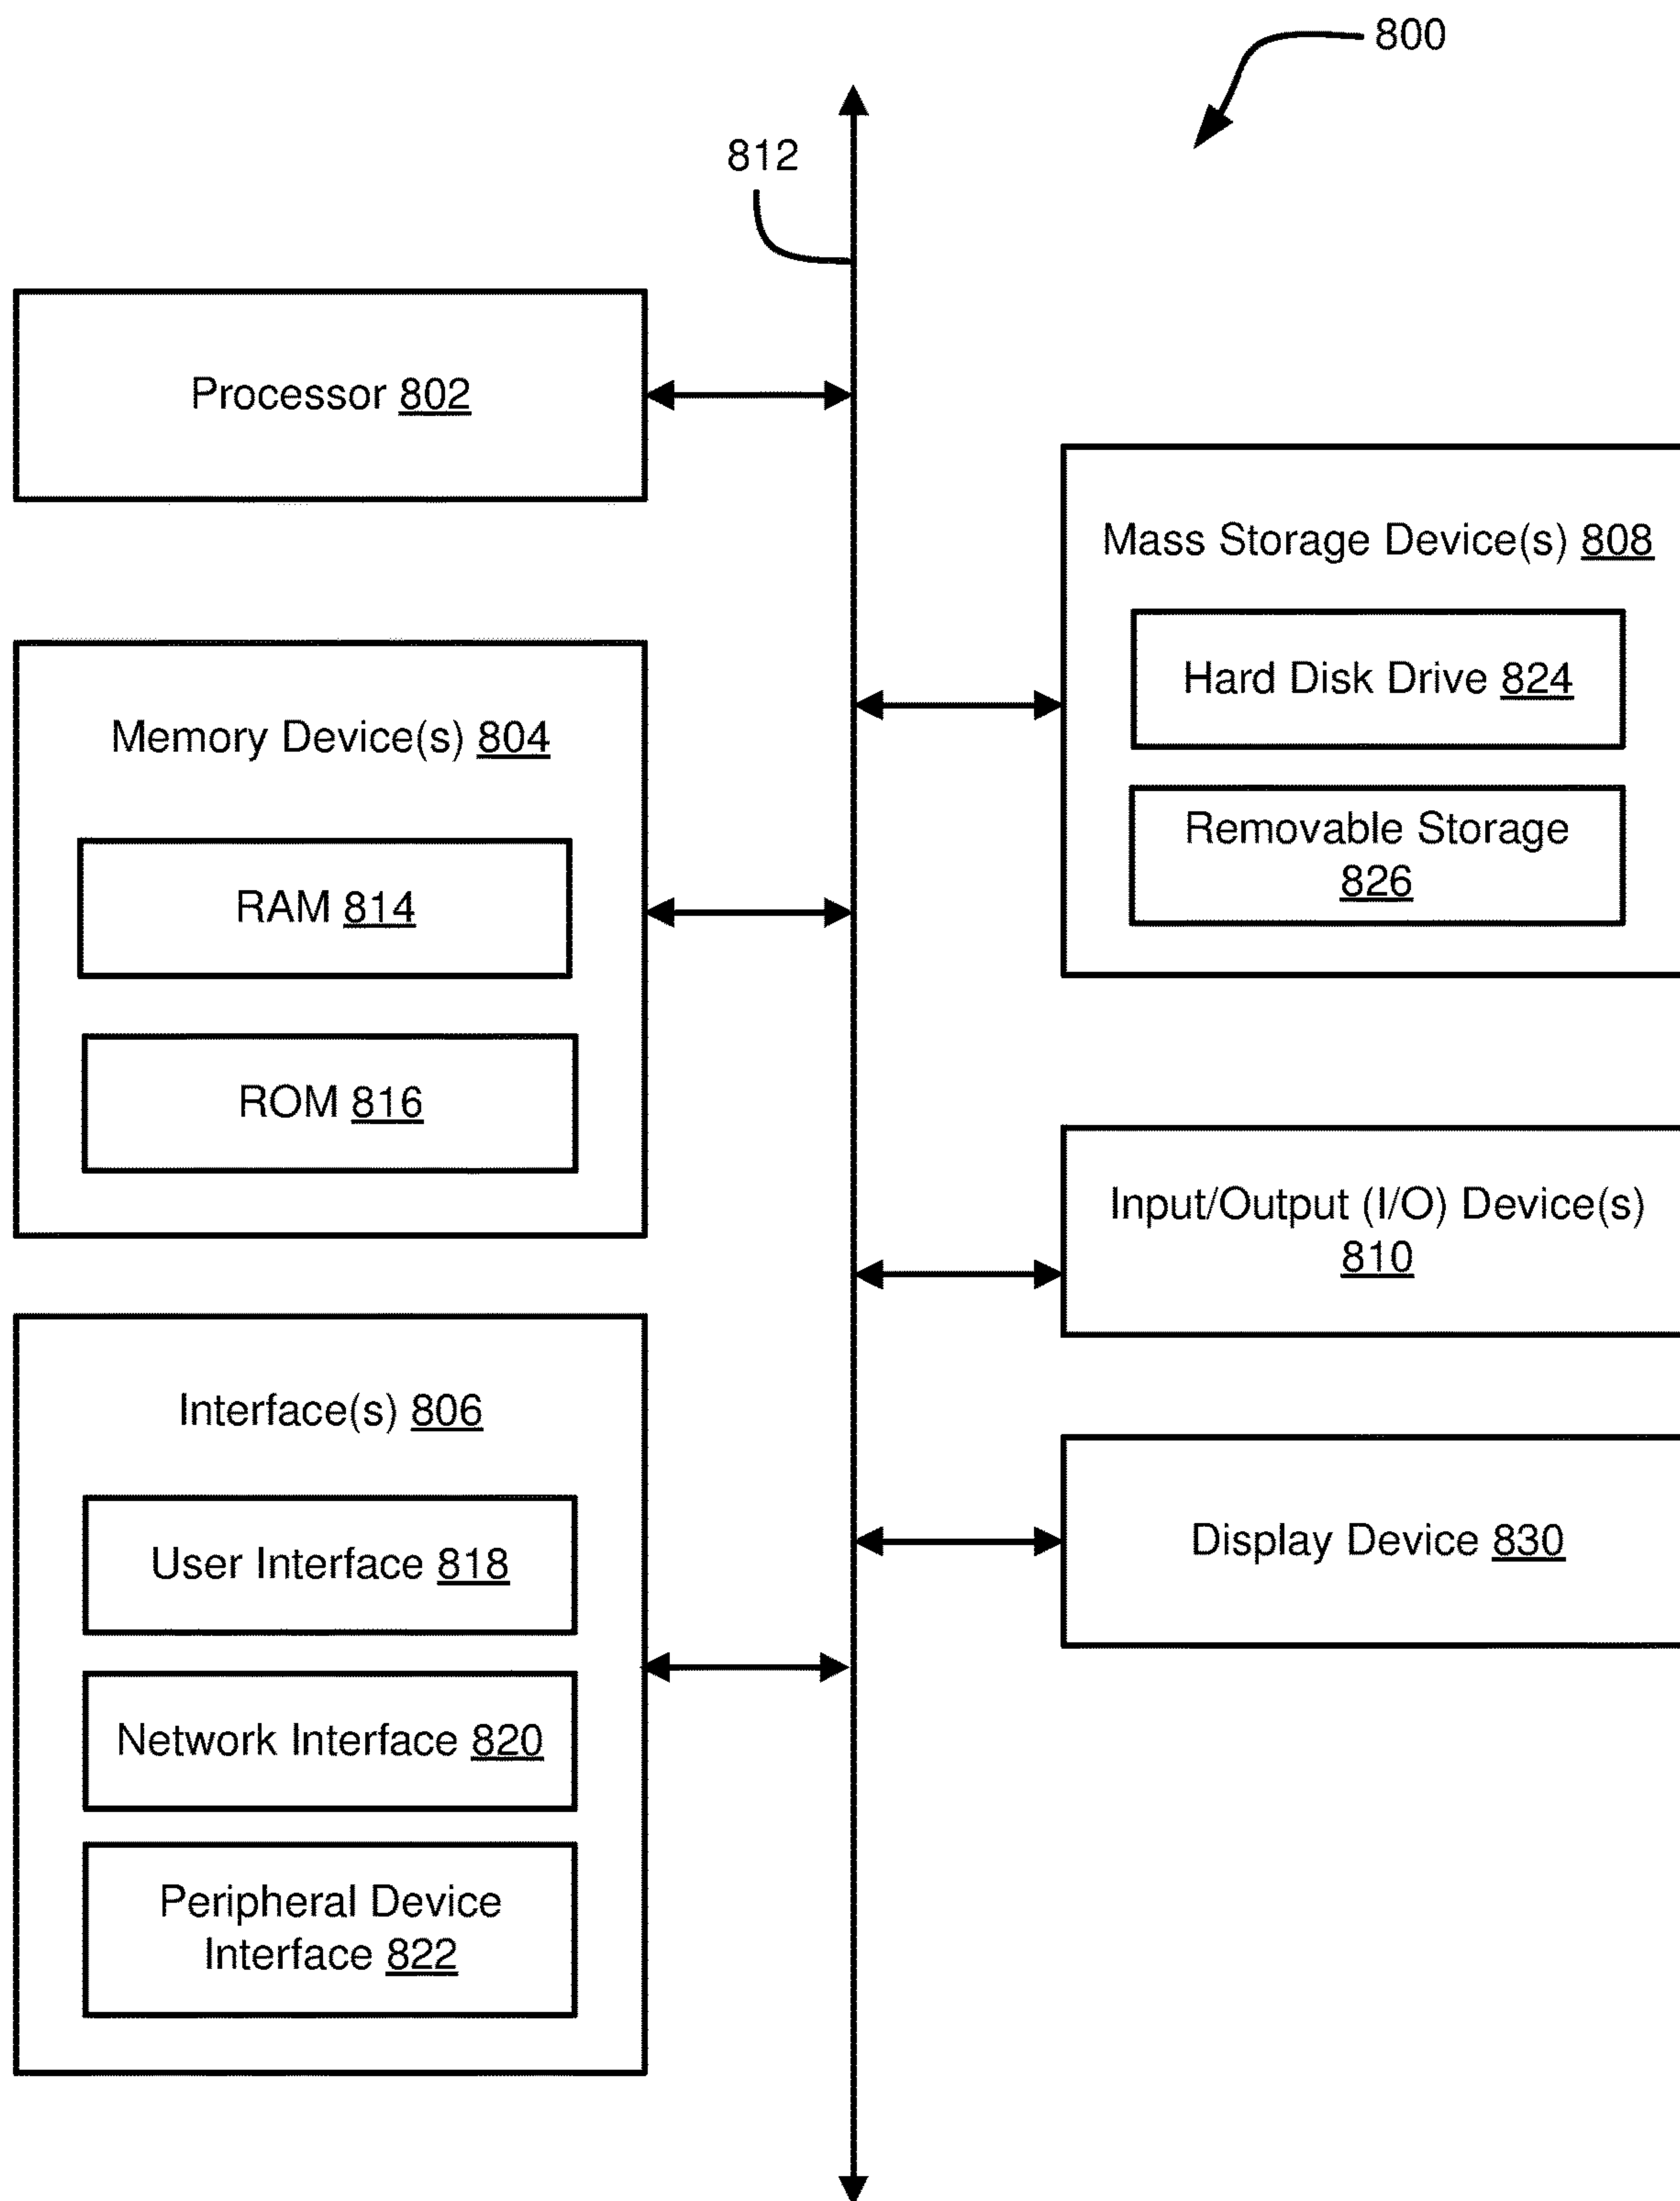 800
812
Processor 802
Memory Device(s) 804
RAM 814
ROM 816
Interface(s) 806
User Interface 818
Network Interface 820
Peripheral Device
Interface 822
Mass Storage Device(s) 808
Hard Disk Drive 824
Removable Storage
826
Input/Output (I/O) Device(s)
810
Display Device 830